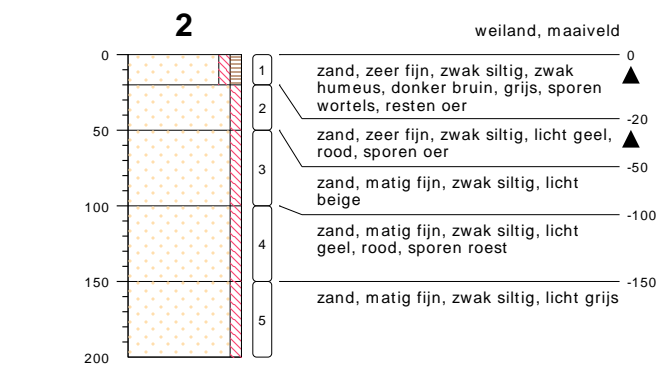 2
weiland, maaiveld
0
0
1
zand, zeer fijn, zwak siltig, zwak
humeus, donker bruin, grijs, sporen
wortels, resten oer
-20
2
zand, zeer fijn, zwak siltig, licht geel,
rood, sporen oer
50
-50
3
zand, matig fijn, zwak siltig, licht
beige
100
-100
4
zand, matig fijn, zwak siltig, licht
geel, rood, sporen roest
150
-150
5
zand, matig fijn, zwak siltig, licht grijs
200